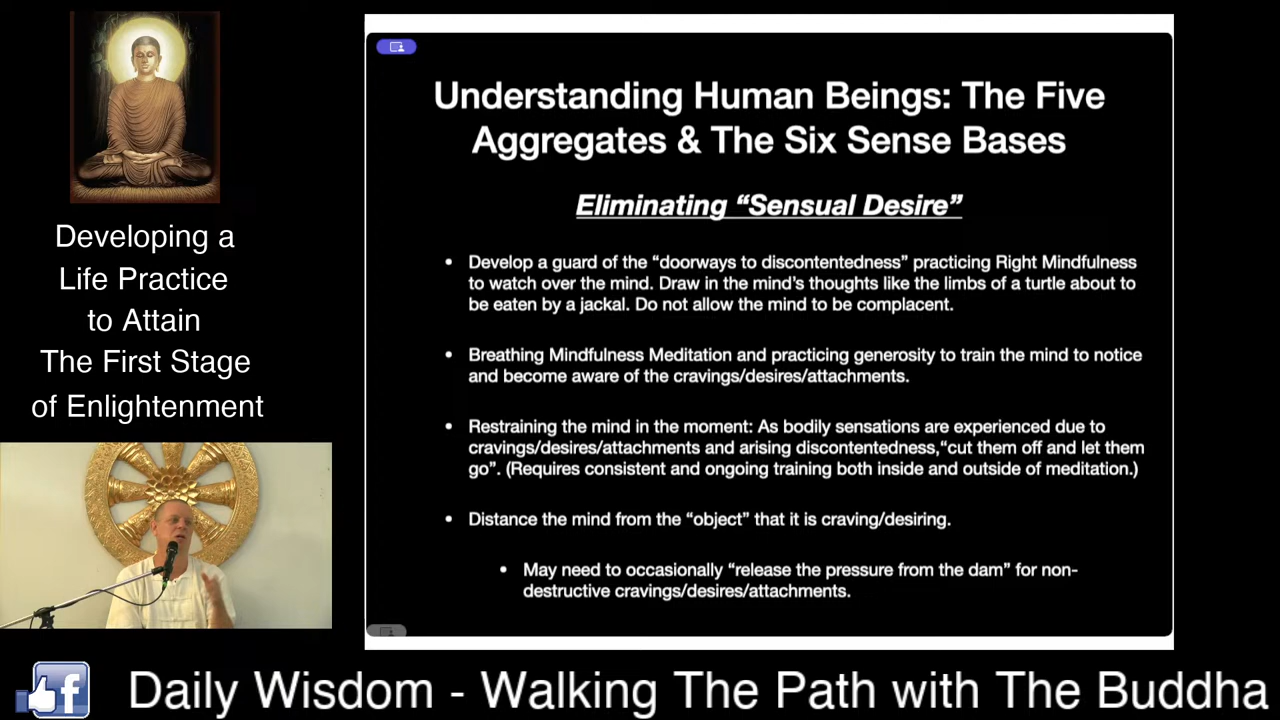 Developing a
Life Practice
to Attain
The First Stage
of Enlightenment
Understanding Human Beings: The Five
Aggregates & The Six Sense Bases
Eliminating “Sensual Desire”
• Develop a guard of the “doorways to discontentedness” practicing Right Mindfulness
to watch over the mind. Draw in the mind’s thoughts like the limbs of a turtle about to
be eaten by a jackal. Do not allow the mind to be complacent.
• Breathing Mindfulness Meditation and practicing generosity to train the mind to notice
and become aware of the cravings/desires/attachments.
• Restraining the mind in the moment: As bodily sensations are experienced due to
cravings/desires/attachments and arising discontentedness,“cut them off and let them
go”. (Requires consistent and ongoing training both inside and outside of meditation.)
• Distance the mind from the “object” that it is craving/desiring.
• May need to occasionally “release the pressure from the dam” for non-
destructive cravings/desires/attachments.
f
Daily Wisdom - Walking The Path with The Buddha